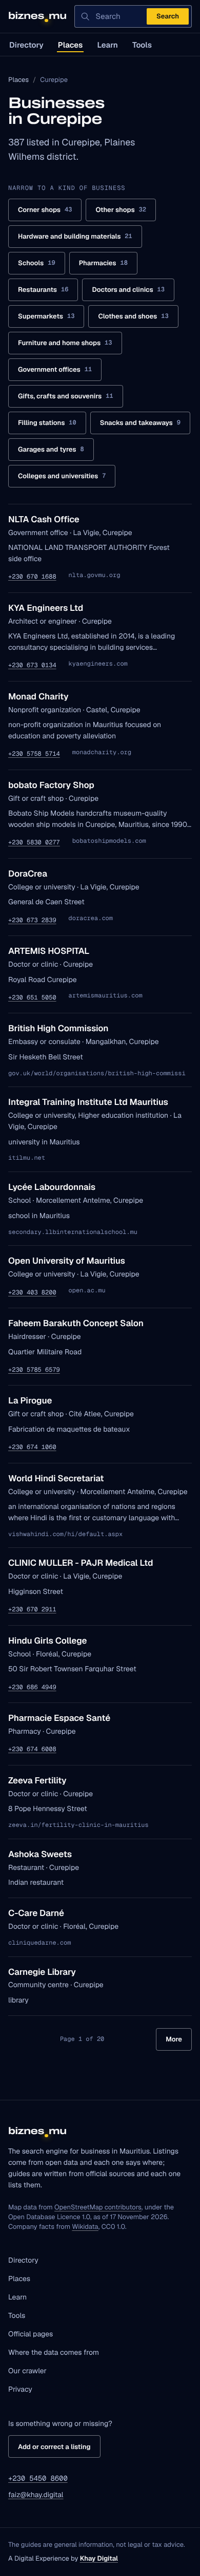 biznes.mu
Search
Search
Directory
Places
Learn
Tools
Places / Curepipe
Businesses
in Curepipe
387 listed in Curepipe, Plaines
Wilhems district.
NARROW TO A KIND OF BUSINESS
Corner shops 43
Other shops 32
Hardware and building materials 21
Schools 19
Pharmacies 18
Restaurants 16
Doctors and clinics 13
Supermarkets 13
Clothes and shoes 13
Furniture and home shops 13
Government offices 11
Gifts, crafts and souvenirs 11
Filling stations 10
Snacks and takeaways 9
Garages and tyres 8
Colleges and universities 7
NLTA Cash Office
Government office · La Vigie, Curepipe
NATIONAL LAND TRANSPORT AUTHORITY Forest
side office
+230 670 1688
nlta.govmu.org
KYA Engineers Ltd
Architect or engineer · Curepipe
KYA Engineers Ltd, established in 2014, is a leading
consultancy specialising in building services…
+230 673 0134
kyaengineers.com
Monad Charity
Nonprofit organization · Castel, Curepipe
non-profit organization in Mauritius focused on
education and poverty alleviation
+230 5758 5714
monadcharity.org
bobato Factory Shop
Gift or craft shop · Curepipe
Bobato Ship Models handcrafts museum-quality
wooden ship models in Curepipe, Mauritius, since 1990…
+230 5830 0277
bobatoshipmodels.com
DoraCrea
College or university · La Vigie, Curepipe
General de Caen Street
+230 673 2839
doracrea.com
ARTEMIS HOSPITAL
Doctor or clinic · Curepipe
Royal Road Curepipe
+230 651 5050
artemismauritius.com
British High Commission
Embassy or consulate · Mangalkhan, Curepipe
Sir Hesketh Bell Street
gov.uk/world/organisations/british-high-commissi
Integral Training Institute Ltd Mauritius
College or university, Higher education institution · La
Vigie, Curepipe
university in Mauritius
itilmu.net
Lycée Labourdonnais
School · Morcellement Antelme, Curepipe
school in Mauritius
secondary.llbinternationalschool.mu
Open University of Mauritius
College or university · La Vigie, Curepipe
+230 403 8200
open.ac.mu
Faheem Barakuth Concept Salon
Hairdresser · Curepipe
Quartier Militaire Road
+230 5785 6579
La Pirogue
Gift or craft shop · Cité Atlee, Curepipe
Fabrication de maquettes de bateaux
+230 674 1060
World Hindi Secretariat
College or university · Morcellement Antelme, Curepipe
an international organisation of nations and regions
where Hindi is the first or customary language with…
vishwahindi.com/hi/default.aspx
CLINIC MULLER - PAJR Medical Ltd
Doctor or clinic · La Vigie, Curepipe
Higginson Street
+230 670 2911
Hindu Girls College
School · Floréal, Curepipe
50 Sir Robert Townsen Farquhar Street
+230 686 4949
Pharmacie Espace Santé
Pharmacy · Curepipe
+230 674 6008
Zeeva Fertility
Doctor or clinic · Curepipe
8 Pope Hennessy Street
zeeva.in/fertility-clinic-in-mauritius
Ashoka Sweets
Restaurant · Curepipe
Indian restaurant
C-Care Darné
Doctor or clinic · Floréal, Curepipe
cliniquedarne.com
Carnegie Library
Community centre · Curepipe
library
Page 1 of 20
More
biznes.mu
The search engine for business in Mauritius. Listings
come from open data and each one says where;
guides are written from official sources and each one
lists them.
Map data from OpenStreetMap contributors, under the
Open Database Licence 1.0, as of 17 November 2026.
Company facts from Wikidata, CC0 1.0.
Directory
Places
Learn
Tools
Official pages
Where the data comes from
Our crawler
Privacy
Is something wrong or missing?
Add or correct a listing
+230 5450 8600
faiz@khay.digital
The guides are general information, not legal or tax advice.
A Digital Experience by Khay Digital